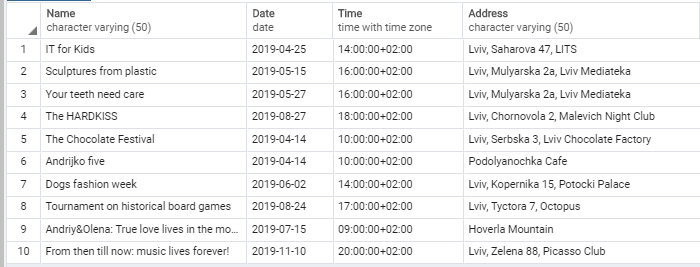 Name Date Time Address
character varying (50) date time with time zone character varying (50)
1 IT for Kids 2019-04-25 14:00:00+02:00 Lviv, Saharova 47, LITS
2 Sculptures from plastic 2019-05-15 16:00:00+02:00 Lviv, Mulyarska 2a, Lviv Mediateka
3 Your teeth need care 2019-05-27 16:00:00+02:00 Lviv, Mulyarska 2a, Lviv Mediateka
4 The HARDKISS 2019-08-27 18:00:00+02:00 Lviv, Chornovola 2, Malevich Night Club
5 The Chocolate Festival 2019-04-14 10:00:00+02:00 Lviv, Serbska 3, Lviv Chocolate Factory
6 Andrijko five 2019-04-14 10:00:00+02:00 Podolyanochka Cafe
7 Dogs fashion week 2019-06-02 14:00:00+02:00 Lviv, Kopernika 15, Potocki Palace
8 Tournament on historical board games 2019-08-24 17:00:00+02:00 Lviv, Tyctora 7, Octopus
9 Andriy&Olena: True love lives in the mo... 2019-07-15 09:00:00+02:00 Hoverla Mountain
10 From then till now: music lives forever! 2019-11-10 20:00:00+02:00 Lviv, Zelena 88, Picasso Club